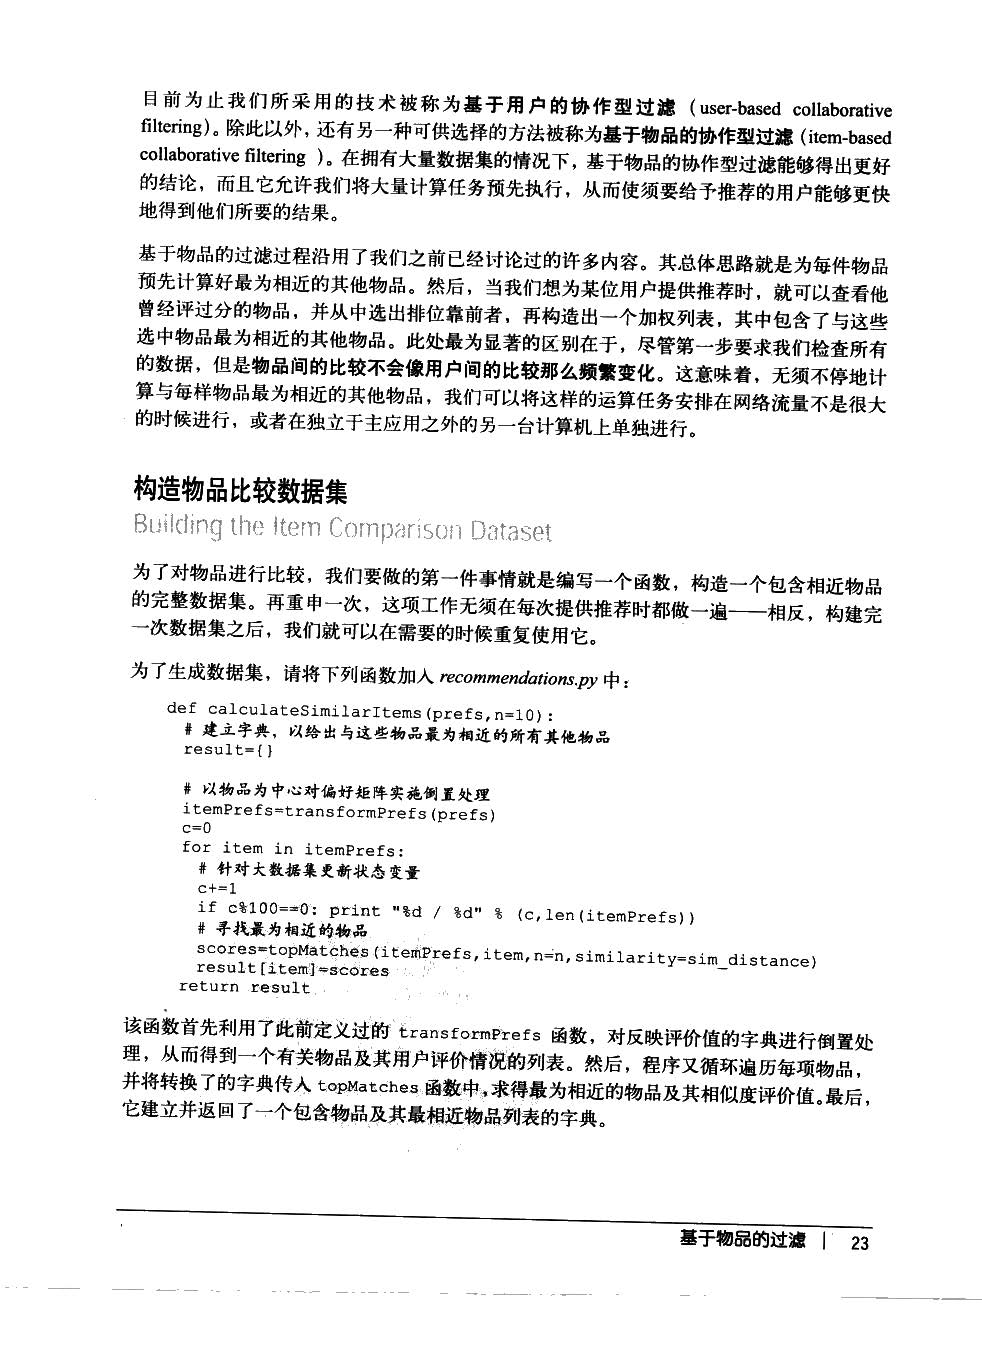 目前为止我们所采用的技术被称为基于用户的协作型过滤（user-based collaborative
filtering）。除此以外，还有另一种可供选择的方法被称为基于物品的协作型过滤（item-based
collaborative filtering ）。在拥有大量数据集的情况下，基于物品的协作型过滤能够得出更好
的结论，而且它允许我们将大量计算任务预先执行，从而使须要给予推荐的用户能够更快
地得到他们所要的结果。
基于物品的过滤过程沿用了我们之前已经讨论过的许多内容。其总体思路就是为每件物品
预先计算好最为相近的其他物品。然后，当我们想为某位用户提供推荐时，就可以查看他
曾经评过分的物品，并从中选出排位靠前者，再构造出一个加权列表，其中包含了与这些
选中物品最为相近的其他物品。此处最为显著的区别在于，尽管第一步要求我们检查所有
的数据，但是物品间的比较不会像用户间的比较那么频繁变化。这意味着，无须不停地计
算与每样物品最为相近的其他物品，我们可以将这样的运算任务安排在网络流量不是很大
的时候进行，或者在独立于主应用之外的另一台计算机上单独进行。
构造物品比较数据集
Building the Item Comparison Dataset
为了对物品进行比较，我们要做的第一件事情就是编写一个函数，构造一个包含相近物品
的完整数据集。再重申一次，这项工作无须在每次提供推荐时都做一遍——相反，构建完
一次数据集之后，我们就可以在需要的时候重复使用它。
为了生成数据集，请将下列函数加入 recommendations.py 中：
def calculateSimilarItems(prefs,n=10):
# 建立字典，以给出与这些物品最为相近的所有其他物品
result={}
# 以物品为中心对偏好矩阵实施倒置处理
itemPrefs=transformPrefs(prefs)
c=0
for item in itemPrefs:
# 针对大数据集更新状态变量
c+=1
if c%100==0: print "%d / %d" % (c,len(itemPrefs))
# 寻找最为相近的物品
scores=topMatches(itemPrefs,item,n=n,similarity=sim_distance)
result[item]=scores
return result
该函数首先利用了此前定义过的 transformPrefs 函数，对反映评价值的字典进行倒置处
理，从而得到一个有关物品及其用户评价情况的列表。然后，程序又循环遍历每项物品，
并将转换了的字典传入 topMatches 函数中，求得最为相近的物品及其相似度评价值。最后，
它建立并返回了一个包含物品及其最相近物品列表的字典。
基于物品的过滤 | 23